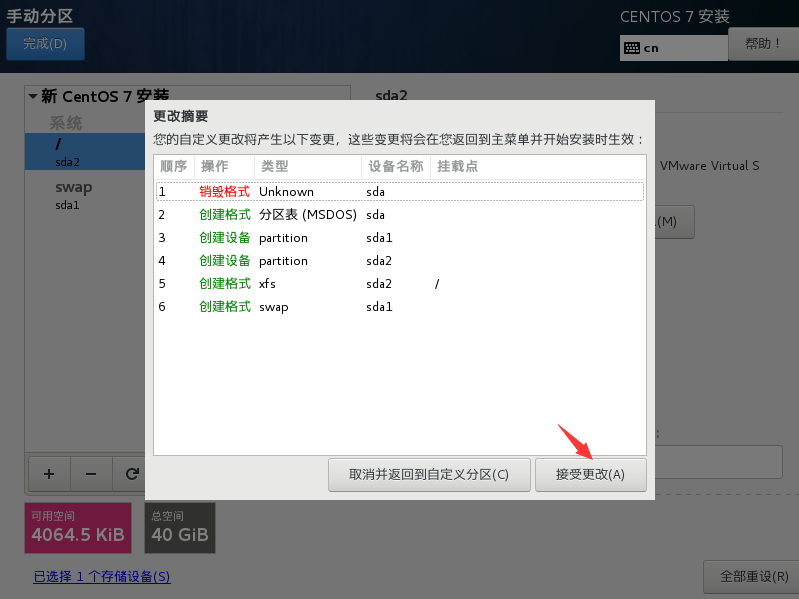 手动分区
CENTOS 7 安装
完成(D)
cn
帮助！
新 CentOS 7 安装
sda2
系统
/
sda2
swap
sda1
VMware Virtual S
(M)
更改摘要
您的自定义更改将产生以下变更，这些变更将会在您返回到主菜单并开始安装时生效：
顺序 操作 类型 设备名称 挂载点
1 销毁格式 Unknown sda
2 创建格式 分区表 (MSDOS) sda
3 创建设备 partition sda1
4 创建设备 partition sda2
5 创建格式 xfs sda2 /
6 创建格式 swap sda1
取消并返回到自定义分区(C)
接受更改(A)
+ −
可用空间
4064.5 KiB
总空间
40 GiB
已选择 1 个存储设备(S)
全部重设(R)